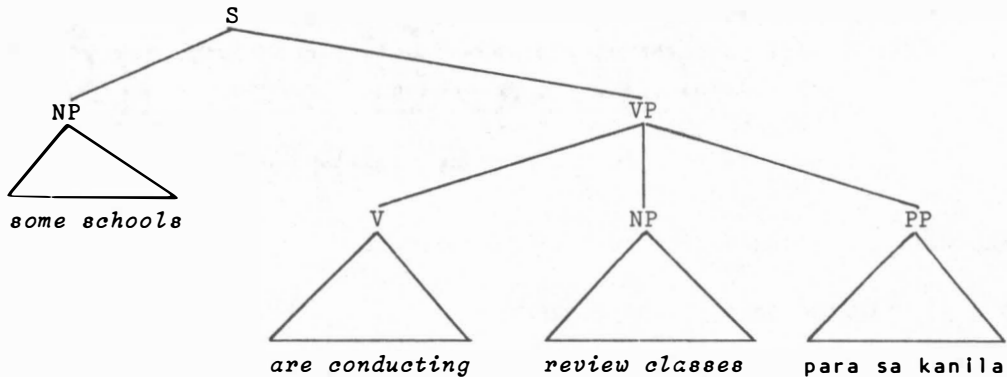 S
NP VP
some schools
V NP PP
are conducting review classes para sa kanila